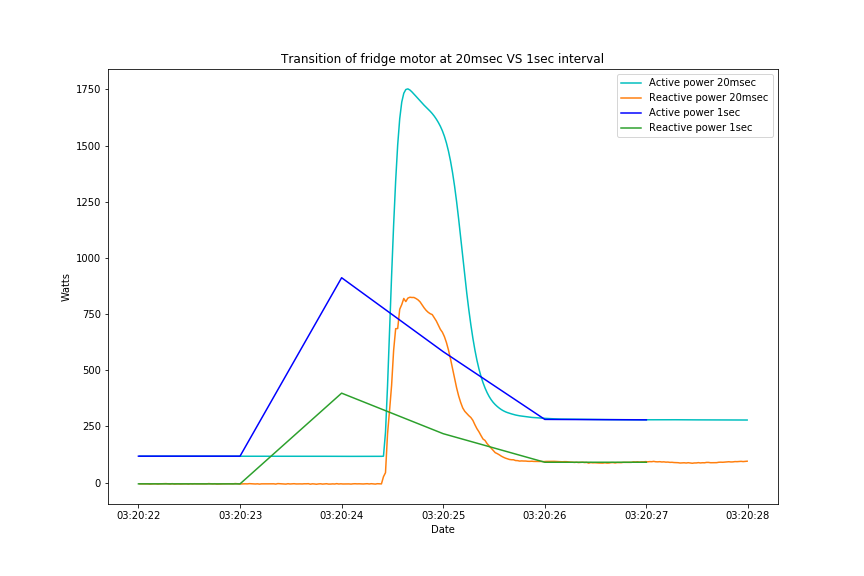 Transition of fridge motor at 20msec VS 1sec interval
Active power 20msec
Reactive power 20msec
Active power 1sec
Reactive power 1sec
1750
1500
1250
1000
750
500
250
0
Watts
03:20:22 03:20:23 03:20:24 03:20:25 03:20:26 03:20:27 03:20:28
Date